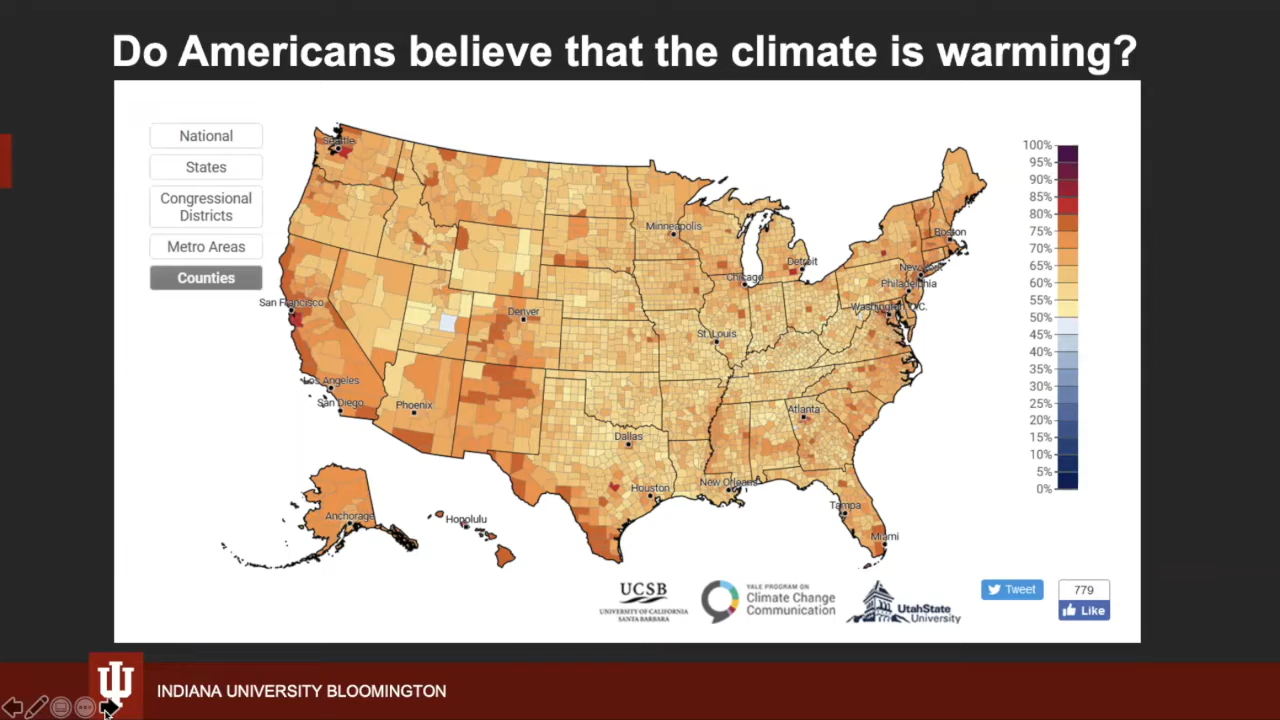 Do Americans believe that the climate is warming?
National
States
Congressional
Districts
Metro Areas
Counties
Seattle
Minneapolis
Boston
Detroit
Chicago
New York
Philadelphia
Washington D.C.
San Francisco
Denver
St. Louis
Los Angeles
San Diego
Phoenix
Atlanta
Dallas
Houston
New Orleans
Tampa
Miami
Anchorage
Honolulu
100%
95%
90%
85%
80%
75%
70%
65%
60%
55%
50%
45%
40%
35%
30%
25%
20%
15%
10%
5%
0%
UCSB
UNIVERSITY OF CALIFORNIA
SANTA BARBARA
YALE PROGRAM ON
Climate Change
Communication
UtahState
University
Tweet
779
Like
INDIANA UNIVERSITY BLOOMINGTON